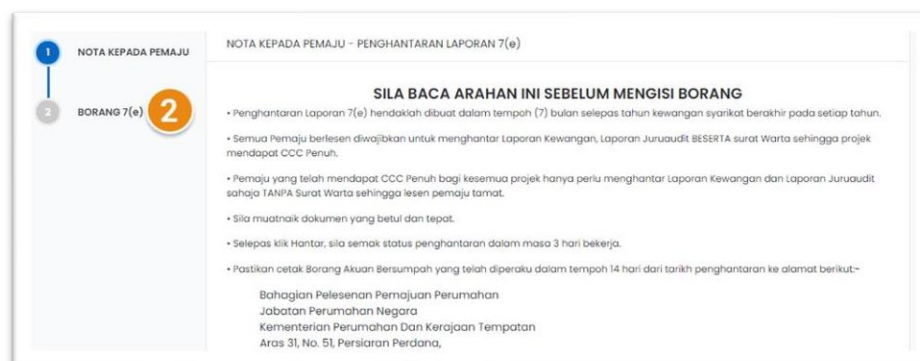 1 NOTA KEPADA PEMAJU
2 BORANG 7(e) 2
NOTA KEPADA PEMAJU - PENGHANTARAN LAPORAN 7(e)
SILA BACA ARAHAN INI SEBELUM MENGISI BORANG
• Penghantaran Laporan 7(e) hendaklah dibuat dalam tempoh (7) bulan selepas tahun kewangan syarikat berakhir pada setiap tahun.
• Semua Pemaju berlesen diwajibkan untuk menghantar Laporan Kewangan, Laporan Juruaudit BESERTA surat Warta sehingga projek
mendapat CCC Penuh.
• Pemaju yang telah mendapat CCC Penuh bagi kesemua projek hanya perlu menghantar Laporan Kewangan dan Laporan Juruaudit
sahaja TANPA Surat Warta sehingga lesen pemaju tamat.
• Sila muatnaik dokumen yang betul dan tepat.
• Selepas klik Hantar, sila semak status penghantaran dalam masa 3 hari bekerja.
• Pastikan cetak Borang Akuan Bersumpah yang telah diperaku dalam tempoh 14 hari dari tarikh penghantaran ke alamat berikut:-
Bahagian Pelesenan Pemajuan Perumahan
Jabatan Perumahan Negara
Kementerian Perumahan Dan Kerajaan Tempatan
Aras 31, No. 51, Persiaran Perdana,